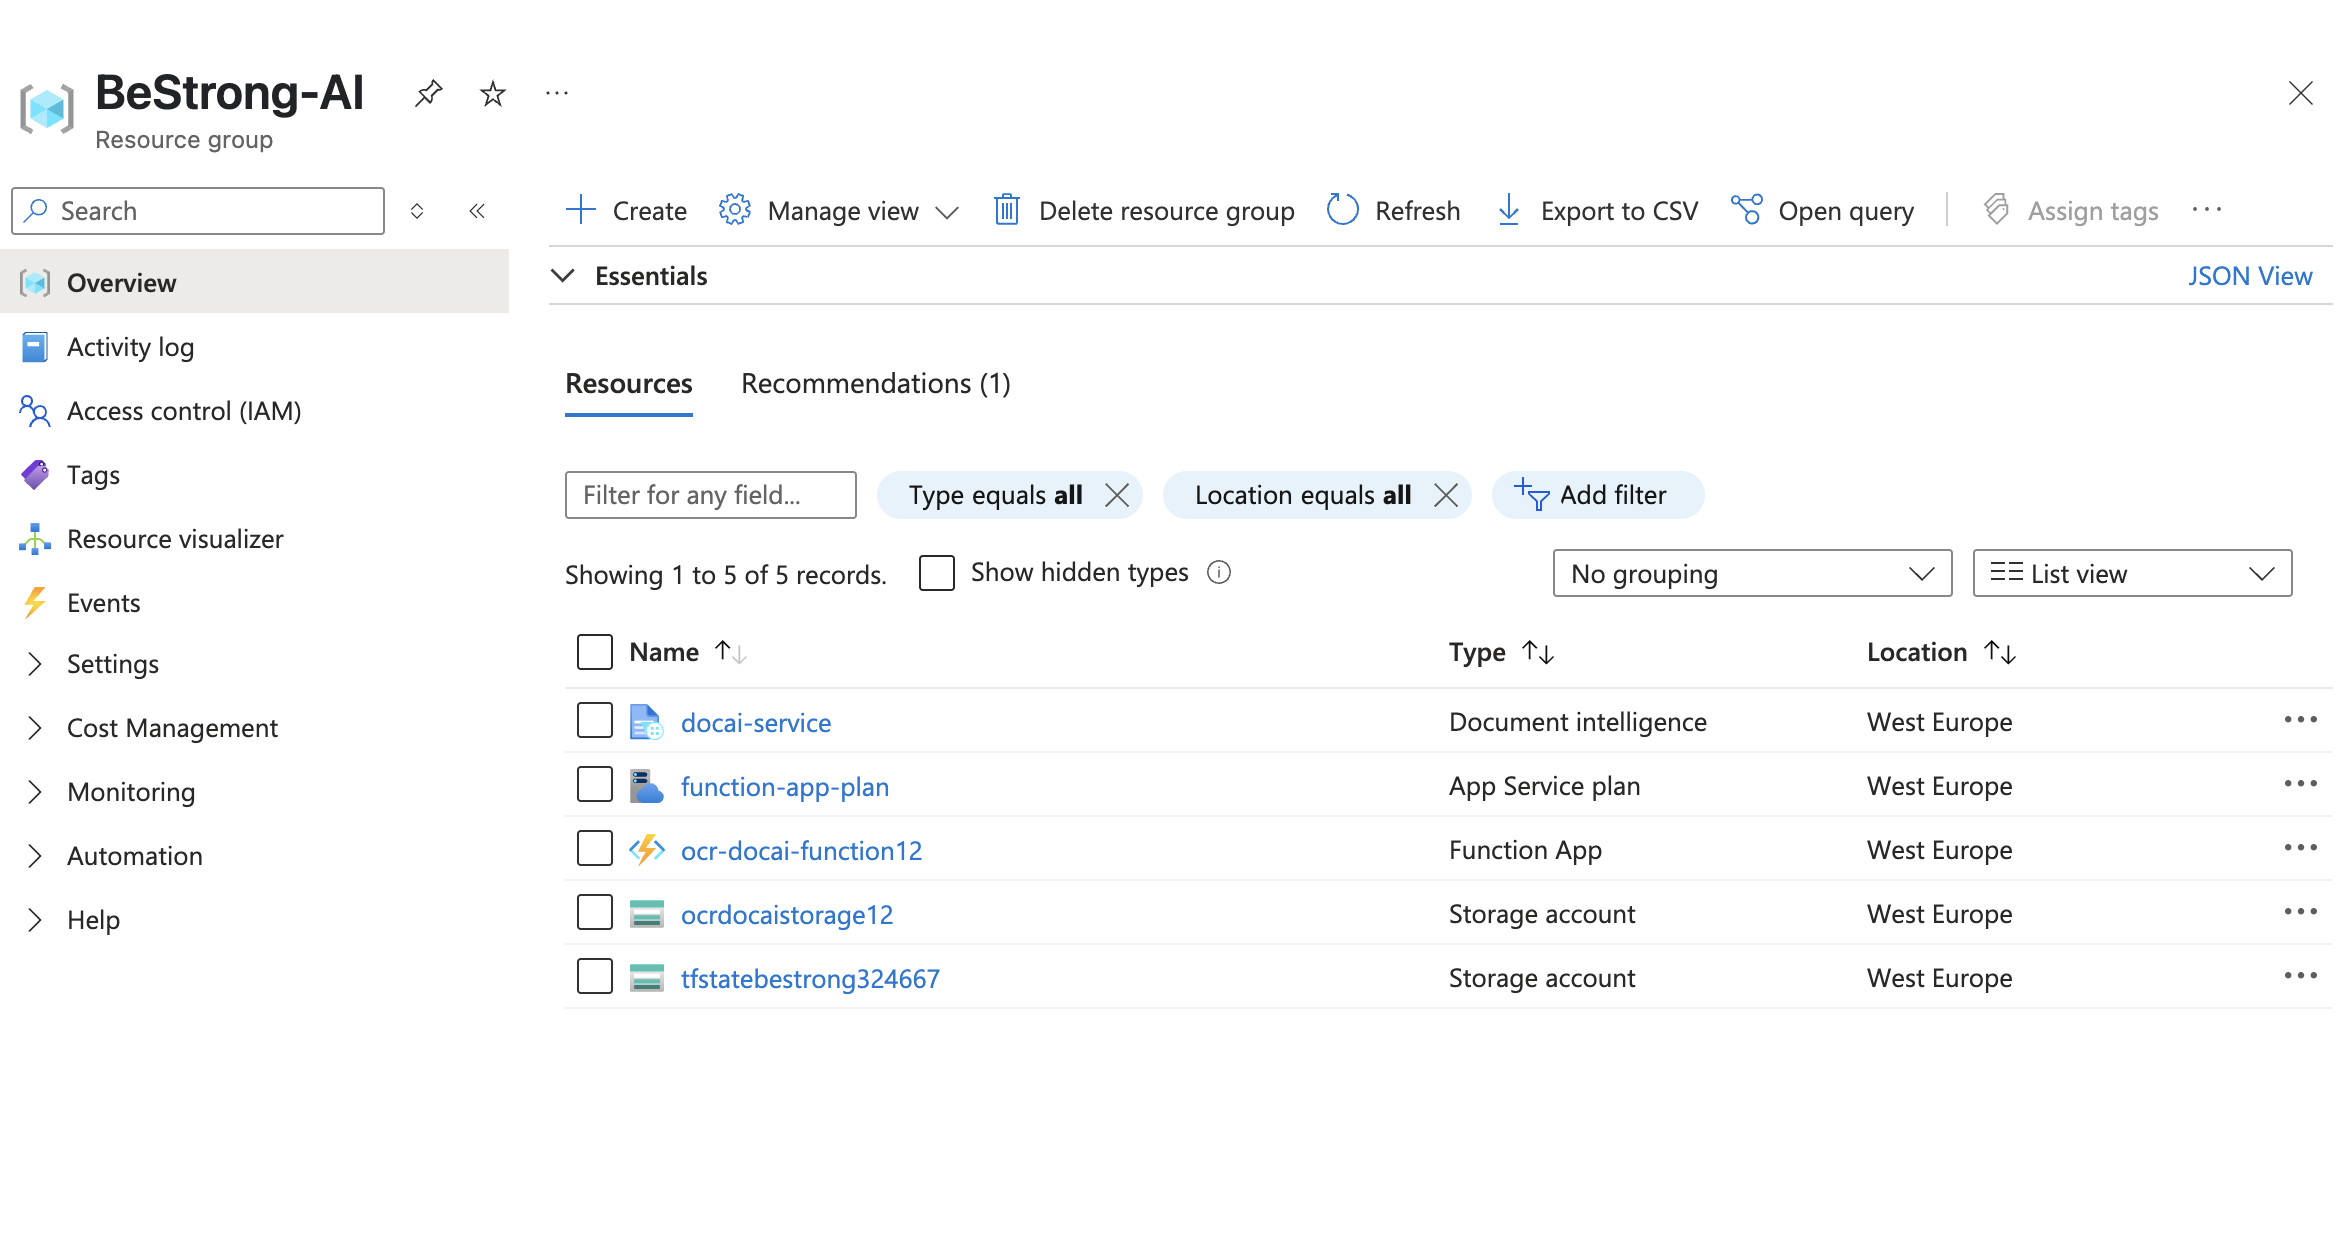 BeStrong-AI
Resource group
Search
Create Manage view Delete resource group Refresh Export to CSV Open query Assign tags
Essentials JSON View
Overview
Activity log
Access control (IAM)
Tags
Resource visualizer
Events
Settings
Cost Management
Monitoring
Automation
Help
Resources Recommendations (1)
Filter for any field... Type equals all Location equals all Add filter
Showing 1 to 5 of 5 records. Show hidden types No grouping List view
Name Type Location
docai-service Document intelligence West Europe
function-app-plan App Service plan West Europe
ocr-docai-function12 Function App West Europe
ocrdocaistorage12 Storage account West Europe
tfstatebestrong324667 Storage account West Europe